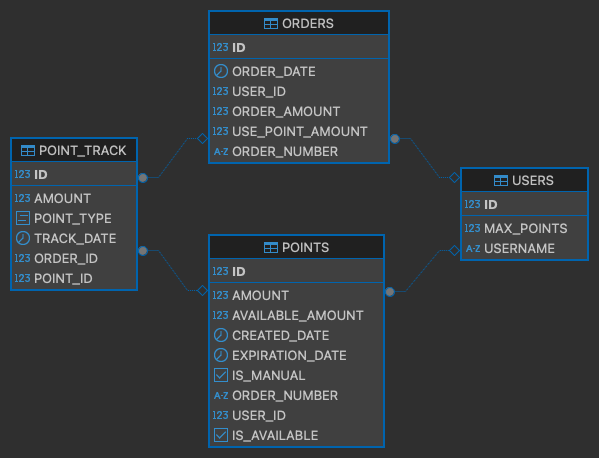 ORDERS
123 ID
ORDER_DATE
123 USER_ID
123 ORDER_AMOUNT
123 USE_POINT_AMOUNT
A-Z ORDER_NUMBER
POINT_TRACK
123 ID
123 AMOUNT
POINT_TYPE
TRACK_DATE
123 ORDER_ID
123 POINT_ID
USERS
123 ID
123 MAX_POINTS
A-Z USERNAME
POINTS
123 ID
123 AMOUNT
123 AVAILABLE_AMOUNT
CREATED_DATE
EXPIRATION_DATE
IS_MANUAL
A-Z ORDER_NUMBER
123 USER_ID
IS_AVAILABLE